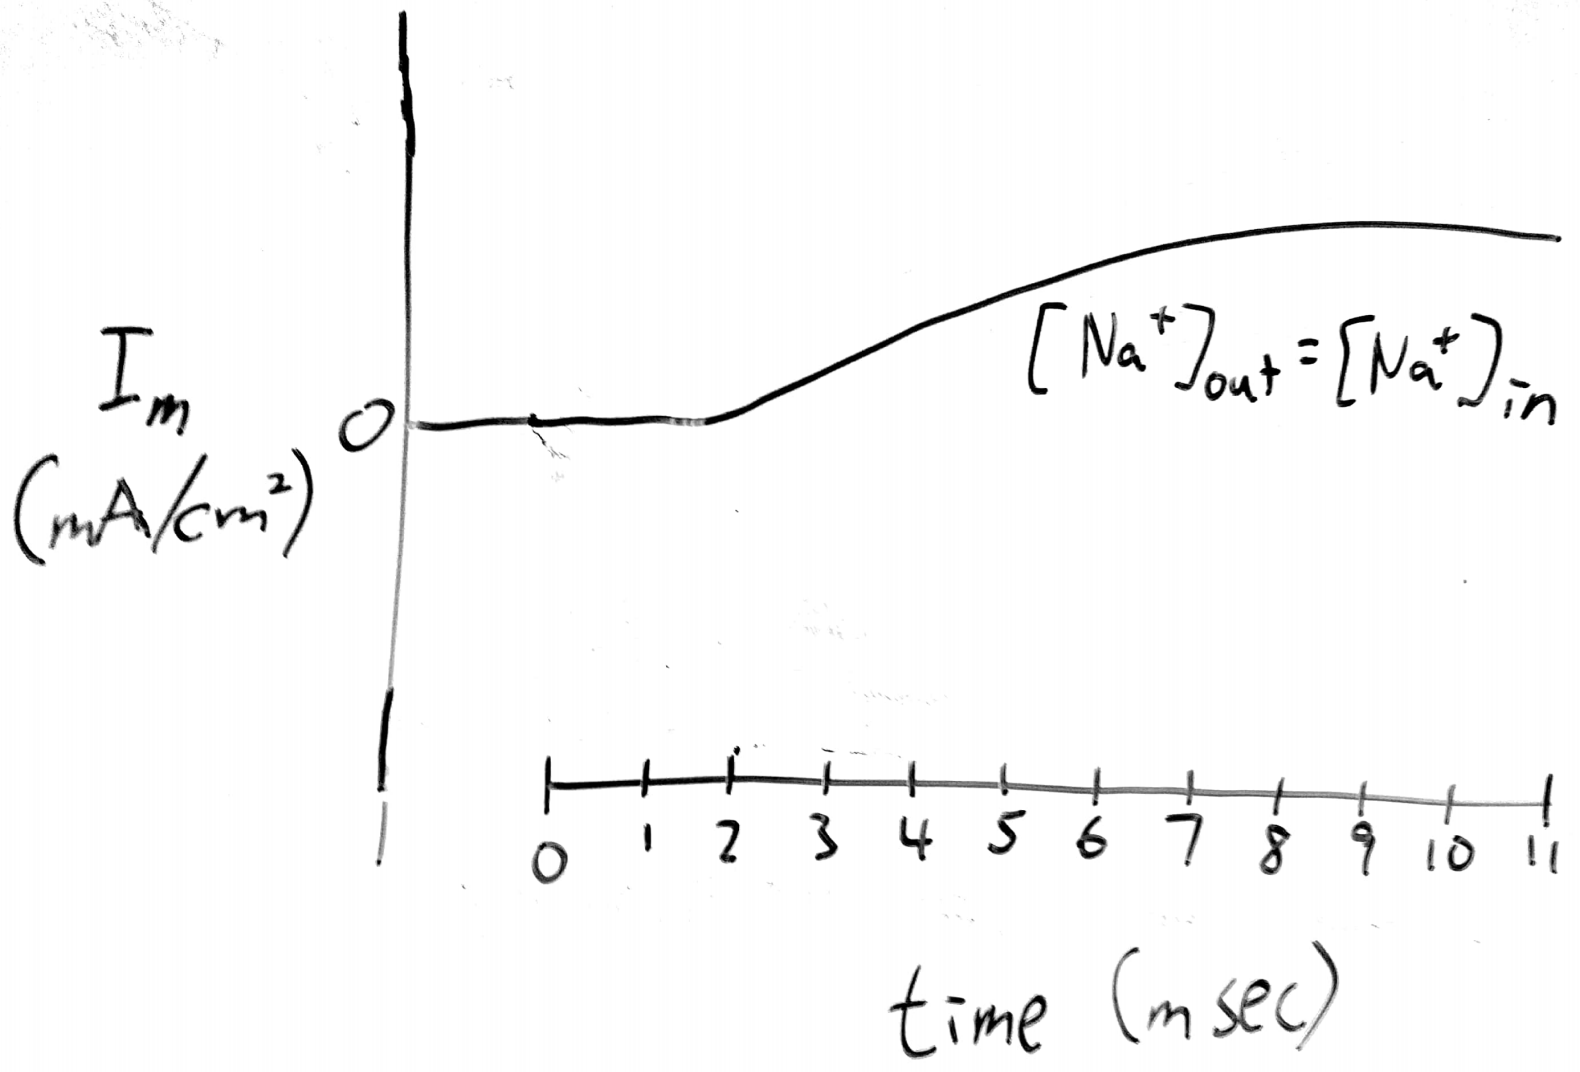 [Na⁺]out = [Na⁺]in
Iₘ
0
(mA/cm²)
0 1 2 3 4 5 6 7 8 9 10 11
time (msec)